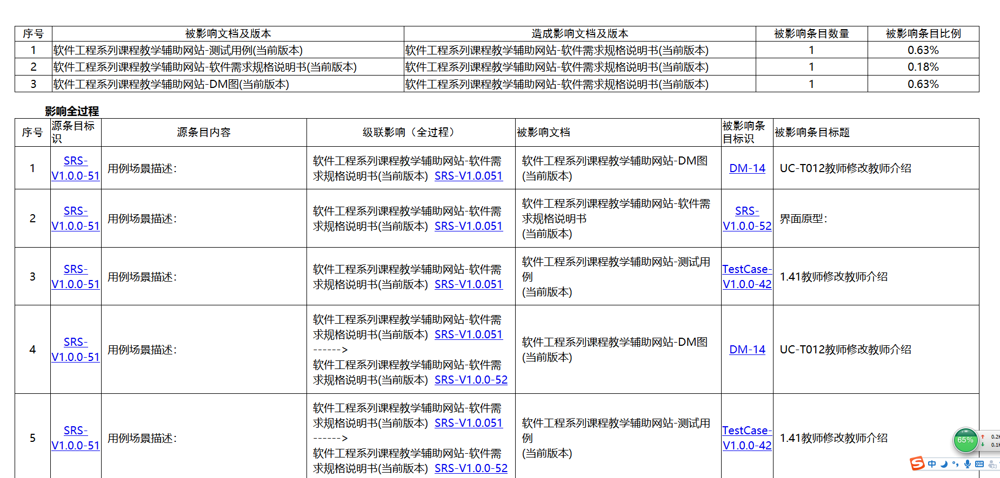 序号 被影响文档及版本 造成影响文档及版本 被影响条目数量 被影响条目比例
1 软件工程系列课程教学辅助网站-测试用例(当前版本) 软件工程系列课程教学辅助网站-软件需求规格说明书(当前版本) 1 0.63%
2 软件工程系列课程教学辅助网站-软件需求规格说明书(当前版本) 软件工程系列课程教学辅助网站-软件需求规格说明书(当前版本) 1 0.18%
3 软件工程系列课程教学辅助网站-DM图(当前版本) 软件工程系列课程教学辅助网站-软件需求规格说明书(当前版本) 1 0.63%
影响全过程
序号
源条目标
识
源条目内容
级联影响（全过程）
被影响文档
被影响条
目标识
被影响条目标题
1
SRS-
V1.0.0-51
用例场景描述：
软件工程系列课程教学辅助网站-软件需
求规格说明书(当前版本) SRS-V1.0.051
软件工程系列课程教学辅助网站-DM图
(当前版本)
DM-14
UC-T012教师修改教师介绍
2
SRS-
V1.0.0-51
用例场景描述：
软件工程系列课程教学辅助网站-软件需
求规格说明书(当前版本) SRS-V1.0.051
软件工程系列课程教学辅助网站-软件需
求规格说明书
(当前版本)
SRS-
V1.0.0-52
界面原型：
3
SRS-
V1.0.0-51
用例场景描述：
软件工程系列课程教学辅助网站-软件需
求规格说明书(当前版本) SRS-V1.0.051
软件工程系列课程教学辅助网站-测试用
例
(当前版本)
TestCase-
V1.0.0-42
1.41教师修改教师介绍
4
SRS-
V1.0.0-51
用例场景描述：
软件工程系列课程教学辅助网站-软件需
求规格说明书(当前版本) SRS-V1.0.051
------>
软件工程系列课程教学辅助网站-软件需
求规格说明书(当前版本) SRS-V1.0.0-52
软件工程系列课程教学辅助网站-DM图
(当前版本)
DM-14
UC-T012教师修改教师介绍
5
SRS-
V1.0.0-51
用例场景描述：
软件工程系列课程教学辅助网站-软件需
求规格说明书(当前版本) SRS-V1.0.051
------>
软件工程系列课程教学辅助网站-软件需
求规格说明书(当前版本) SRS-V1.0.0-52
软件工程系列课程教学辅助网站-测试用
例
(当前版本)
TestCase-
V1.0.0-42
1.41教师修改教师介绍
65%
0.2K
0.1K
S 中